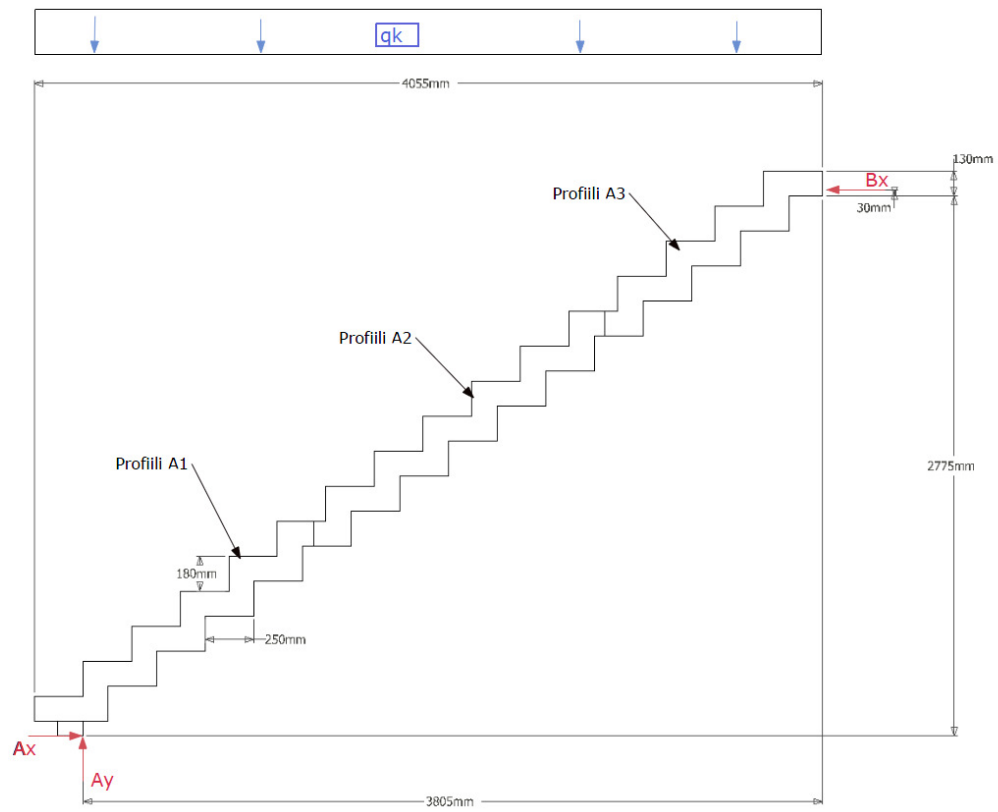 qk
4055mm
130mm
Bx
30mm
Profiili A3
Profiili A2
Profiili A1
2775mm
180mm
250mm
Ax
Ay
3805mm